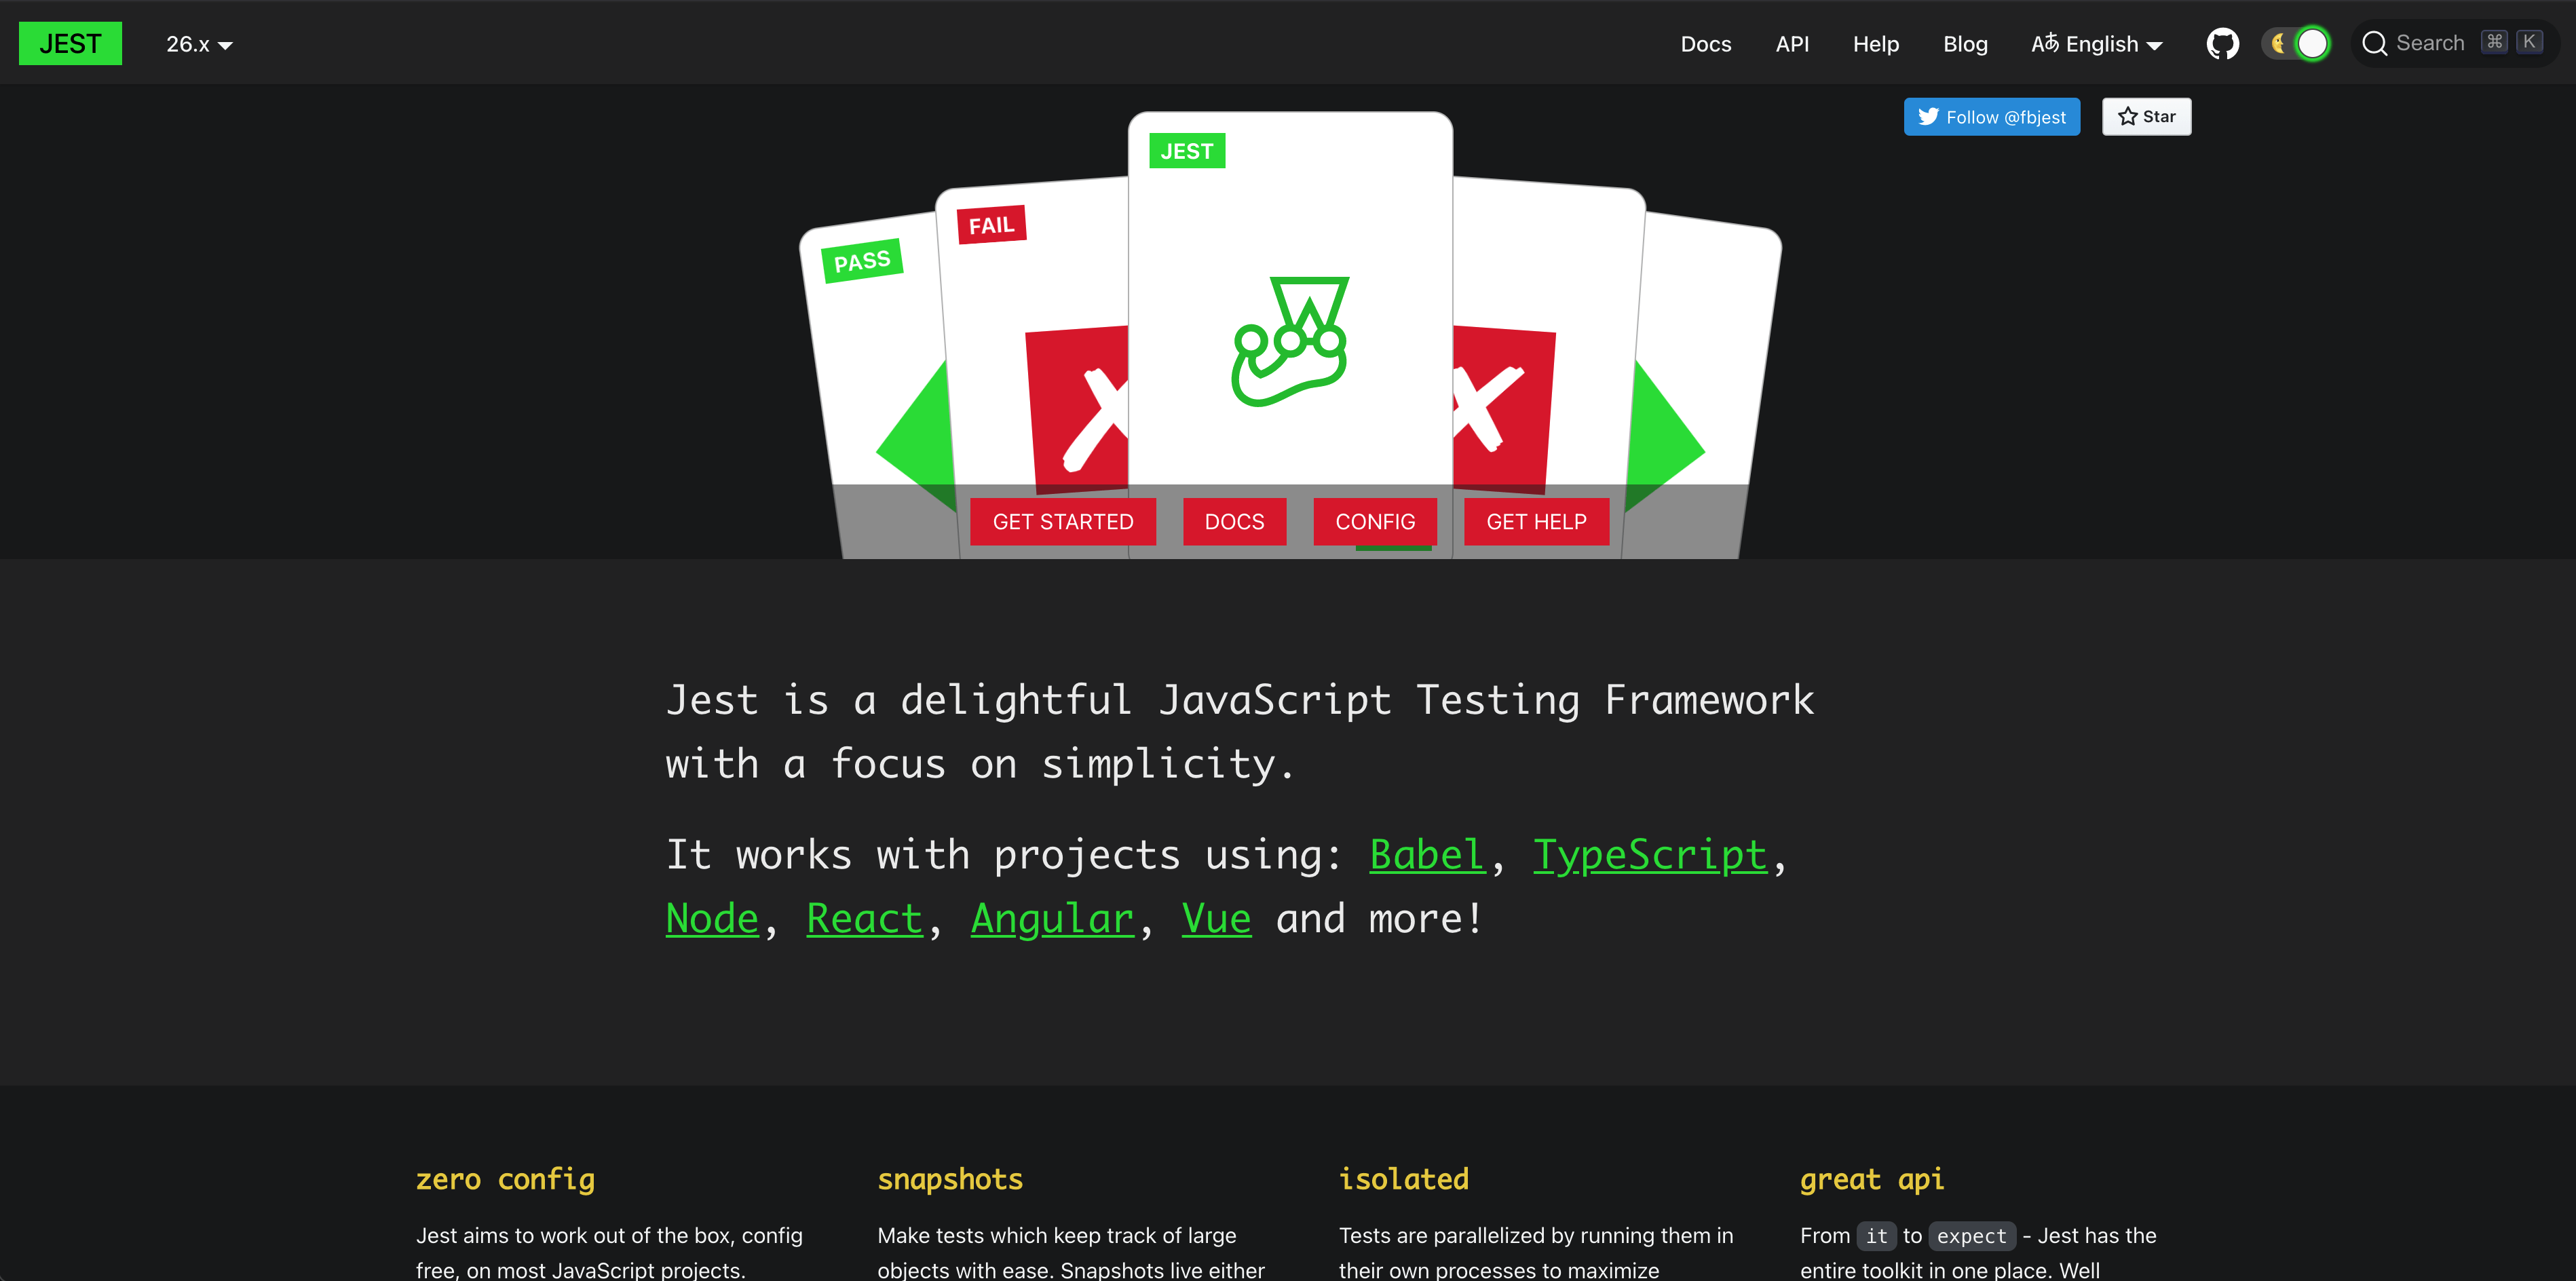 JEST
26.x
Docs
API
Help
Blog
Aあ English
Search ⌘ K
Follow @fbjest
Star
JEST
FAIL
PASS
GET STARTED
DOCS
CONFIG
GET HELP
Jest is a delightful JavaScript Testing Framework
with a focus on simplicity.
It works with projects using: Babel, TypeScript,
Node, React, Angular, Vue and more!
zero config
Jest aims to work out of the box, config
free, on most JavaScript projects.
snapshots
Make tests which keep track of large
objects with ease. Snapshots live either
isolated
Tests are parallelized by running them in
their own processes to maximize
great api
From it to expect - Jest has the
entire toolkit in one place. Well